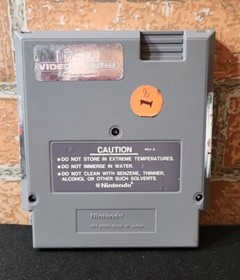 VIDEO
CAUTION
REV-A
•DO NOT STORE IN EXTREME TEMPERATURES.
•DO NOT IMMERSE IN WATER.
•DO NOT CLEAN WITH BENZENE, THINNER,
ALCOHOL OR OTHER SUCH SOLVENTS.
®Nintendo®
Nintendo®